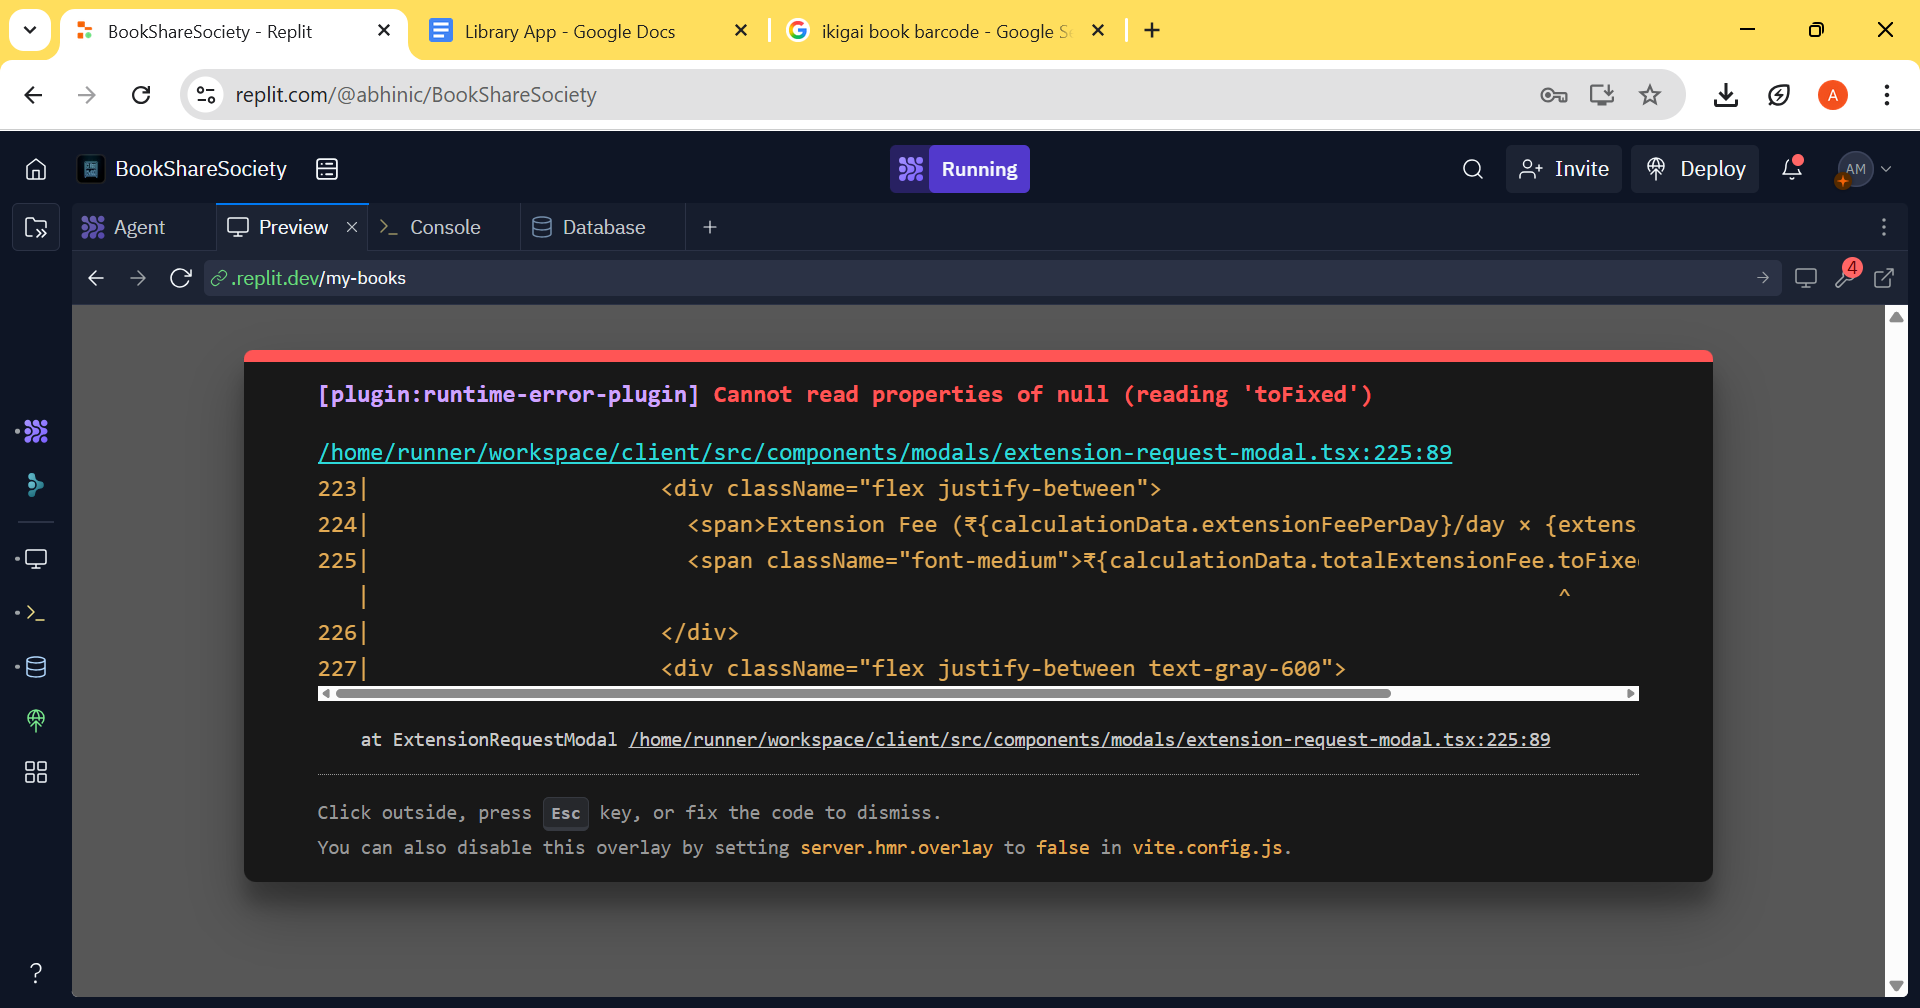 BookShareSociety - Replit
Library App - Google Docs
ikigai book barcode - Google S
replit.com/@abhinic/BookShareSociety
A
BookShareSociety
Running
Invite
Deploy
AM
Agent
Preview
Console
Database
.replit.dev/my-books
4
[plugin:runtime-error-plugin] Cannot read properties of null (reading 'toFixed')
/home/runner/workspace/client/src/components/modals/extension-request-modal.tsx:225:89
223| <div className="flex justify-between">
224| <span>Extension Fee (₹{calculationData.extensionFeePerDay}/day × {extens
225| <span className="font-medium">₹{calculationData.totalExtensionFee.toFixe
| ^
226| </div>
227| <div className="flex justify-between text-gray-600">
at ExtensionRequestModal /home/runner/workspace/client/src/components/modals/extension-request-modal.tsx:225:89
Click outside, press Esc key, or fix the code to dismiss.
You can also disable this overlay by setting server.hmr.overlay to false in vite.config.js.
?